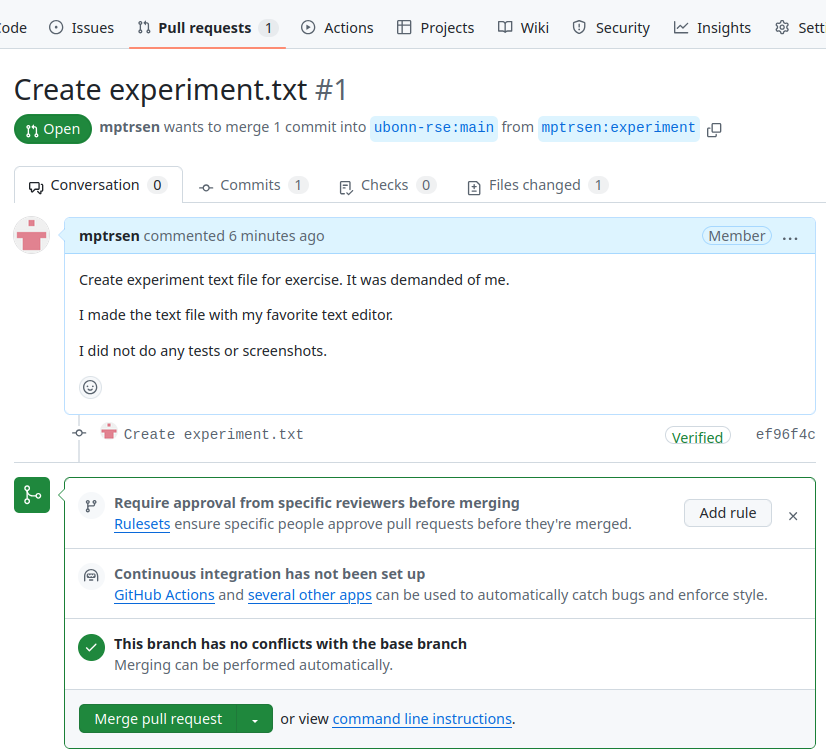 ode Issues Pull requests 1 Actions Projects Wiki Security Insights Sett
Create experiment.txt #1
Open mptrsen wants to merge 1 commit into ubonn-rse:main from mptrsen:experiment
Conversation 0 Commits 1 Checks 0 Files changed 1
mptrsen commented 6 minutes ago Member ...
Create experiment text file for exercise. It was demanded of me.
I made the text file with my favorite text editor.
I did not do any tests or screenshots.
Create experiment.txt Verified ef96f4c
Require approval from specific reviewers before merging
Rulesets ensure specific people approve pull requests before they're merged. Add rule
Continuous integration has not been set up
GitHub Actions and several other apps can be used to automatically catch bugs and enforce style.
This branch has no conflicts with the base branch
Merging can be performed automatically.
Merge pull request or view command line instructions.